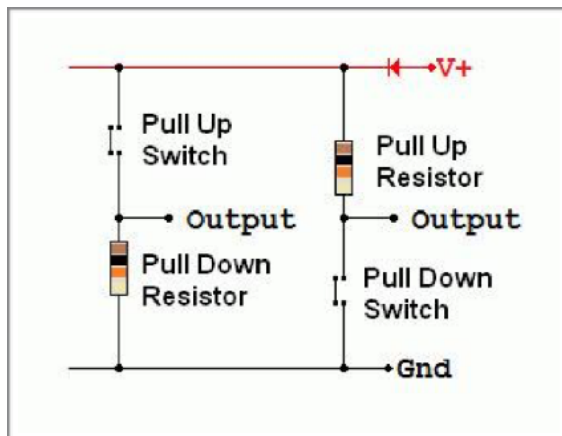 V+
Pull Up
Switch
Pull Up
Resistor
Output
Output
Pull Down
Resistor
Pull Down
Switch
Gnd